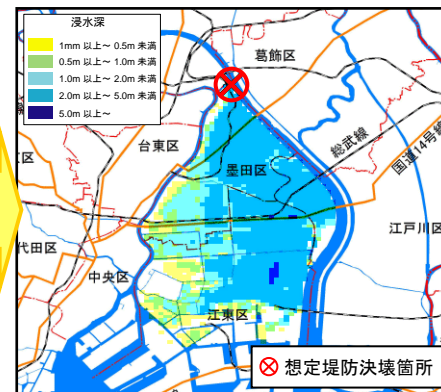 浸水深
1mm 以上～ 0.5m 未満
0.5m 以上～ 1.0m 未満
1.0m 以上～ 2.0m 未満
2.0m 以上～ 5.0m 未満
5.0m 以上～
葛飾区
台東区
墨田区
総武線
国道14号線
江戸川区
代田区
中央区
江東区
想定堤防決壊箇所